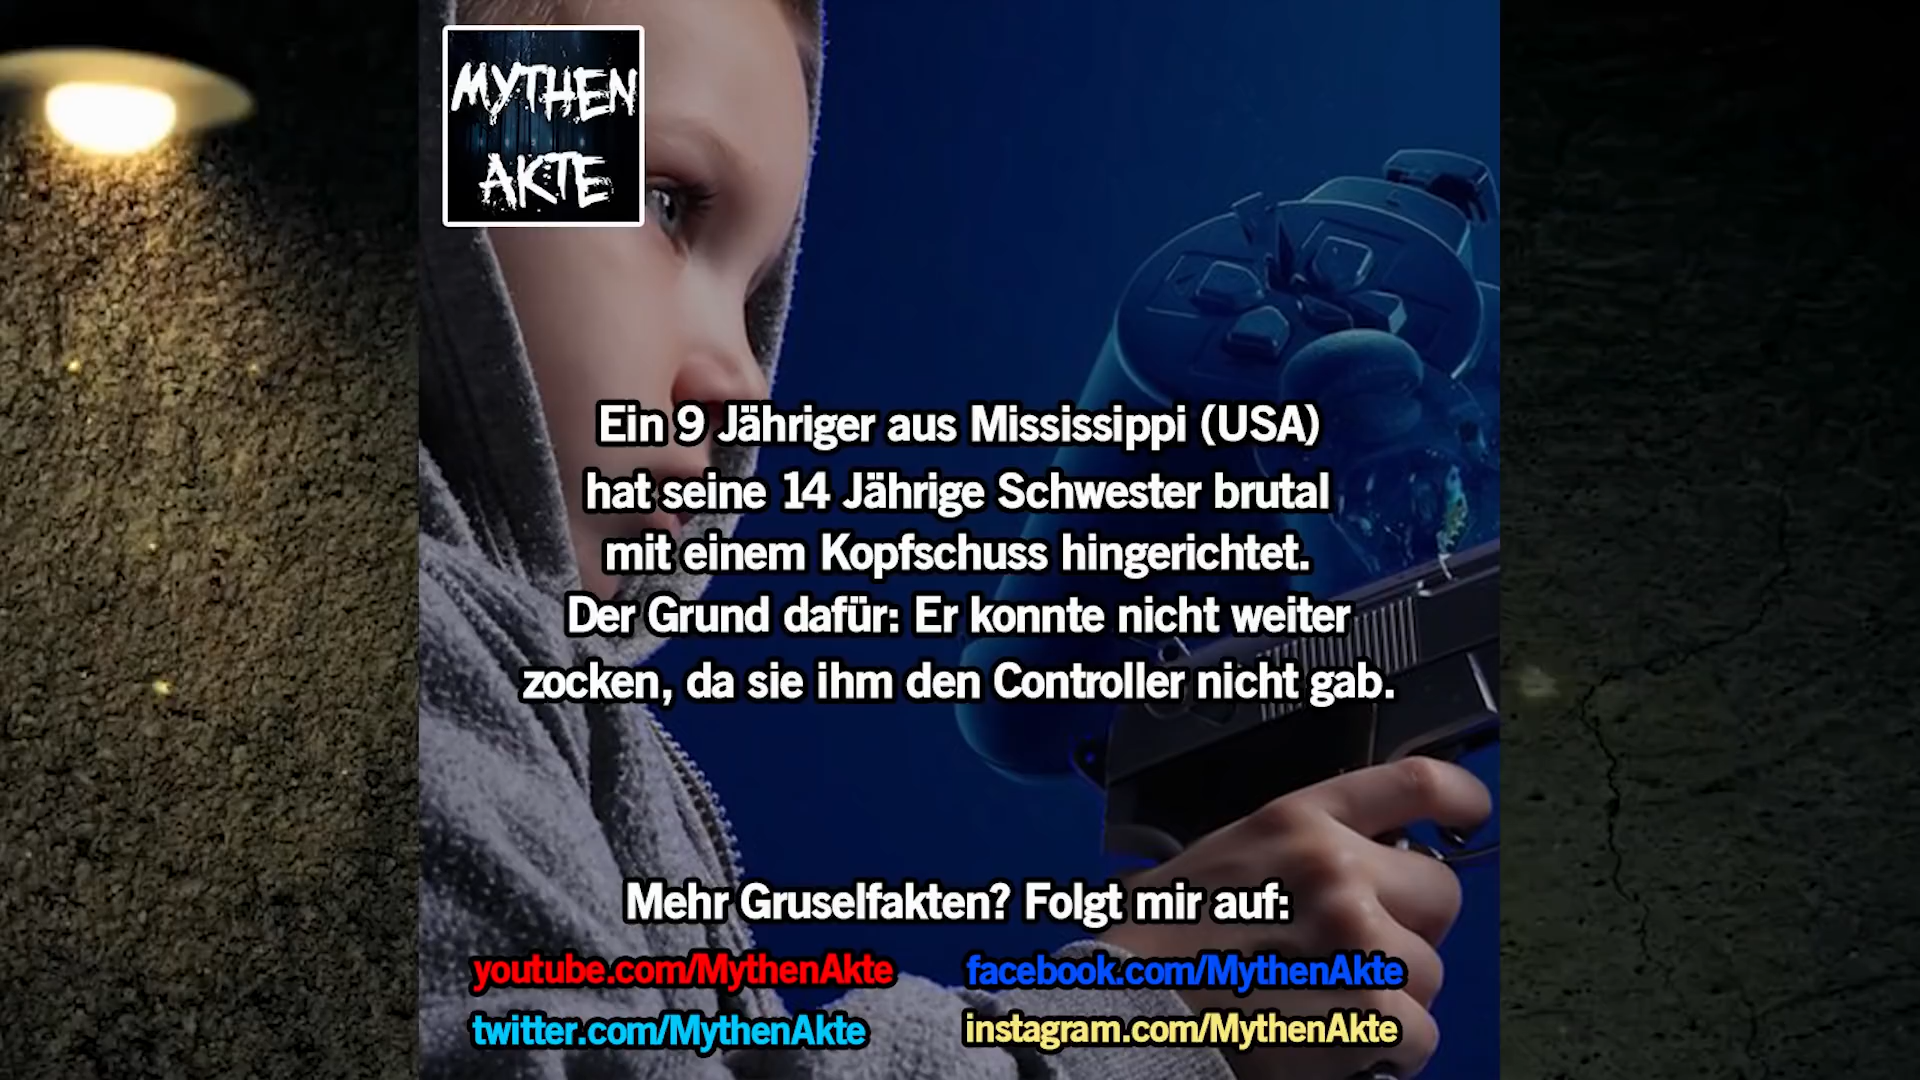 MYTHEN
AKTE
Ein 9 Jähriger aus Mississippi (USA)
hat seine 14 Jährige Schwester brutal
mit einem Kopfschuss hingerichtet.
Der Grund dafür: Er konnte nicht weiter
zocken, da sie ihm den Controller nicht gab.
Mehr Gruselfakten? Folgt mir auf:
youtube.com/MythenAkte facebook.com/MythenAkte
twitter.com/MythenAkte instagram.com/MythenAkte